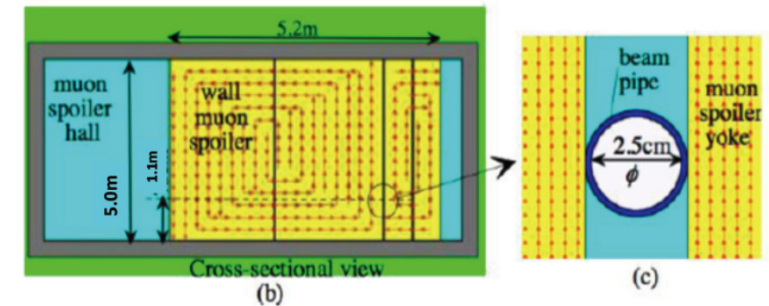 5.2m
muon
spoiler
hall
wall
muon
spoiler
5.0m
1.1m
Cross-sectional view
(b)
beam
pipe
muon
spoiler
yoke
2.5cm
ϕ
(c)